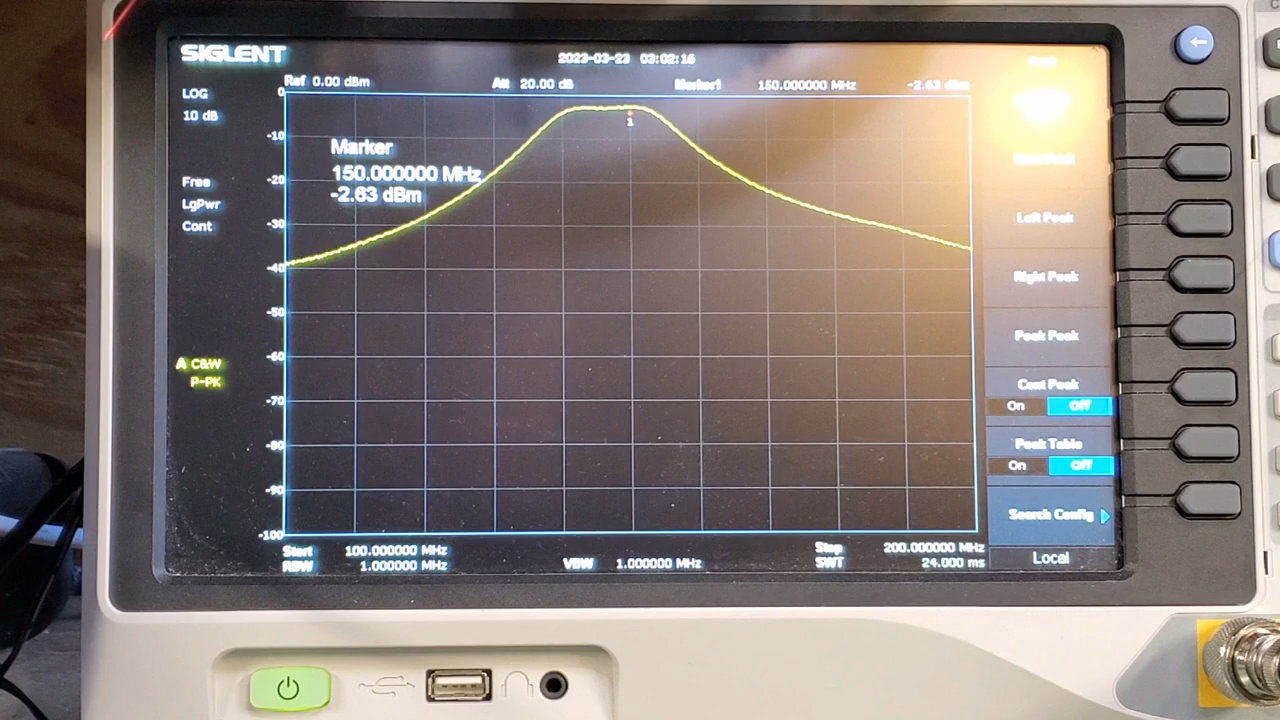 SIGLENT
2023-03-23 03:02:16
Ref 0.00 dBm Att 20.00 dB Marker1 150.000000 MHz -2.63 dBm
LOG
10 dB
Free
LgPwr
Cont
A C&W
P-PK
0
-10
-20
-30
-40
-50
-60
-70
-80
-90
-100
Marker
150.000000 MHz
-2.63 dBm
1
Start 100.000000 MHz Stop 200.000000 MHz
RBW 1.000000 MHz VBW 1.000000 MHz SWT 24.000 ms
Left Peak
Right Peak
Peak Peak
Cont Peak
On Off
Peak Table
On Off
Search Config
Local